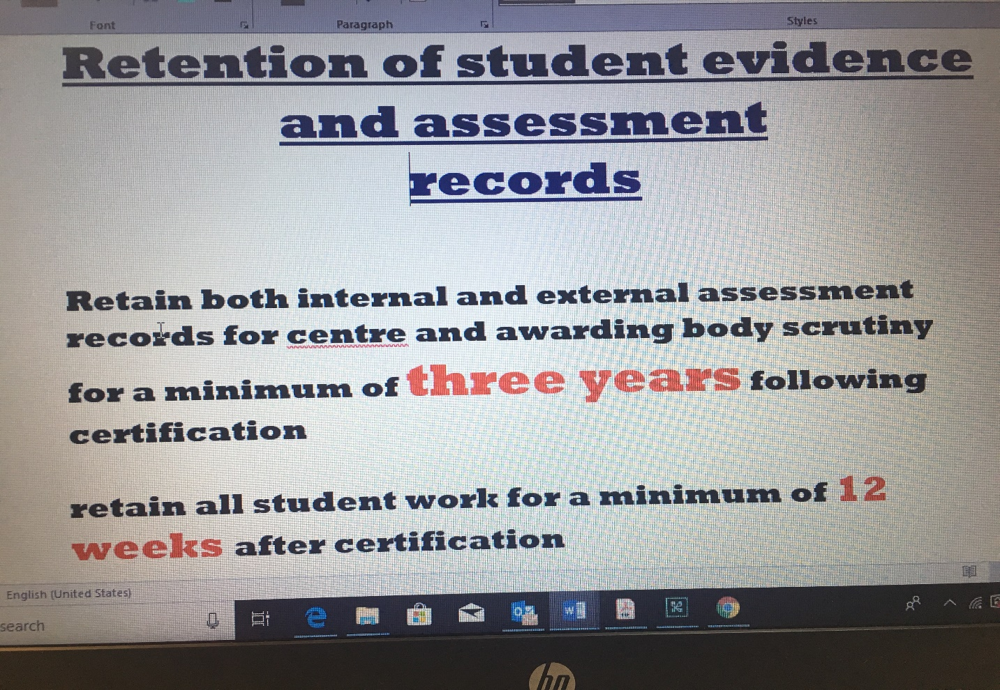 Font
Paragraph
Styles
Retention of student evidence
and assessment
records
Retain both internal and external assessment
records for centre and awarding body scrutiny
for a minimum of three years following
certification
retain all student work for a minimum of 12
weeks after certification
English (United States)
search
hp